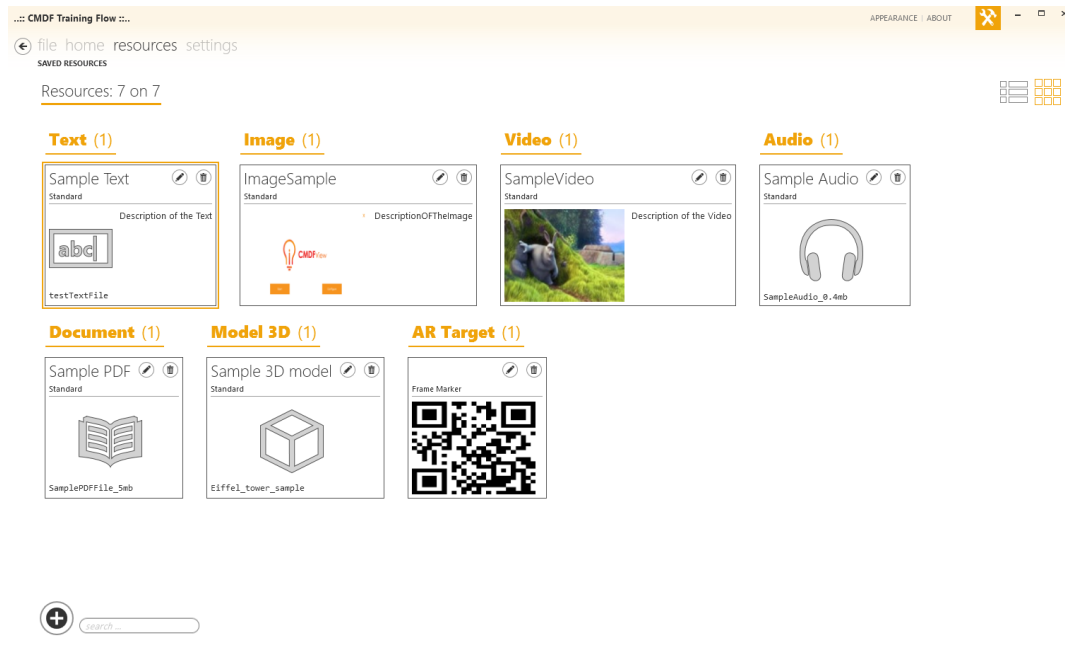 ..:: CMDF Training Flow ::..
APPEARANCE | ABOUT
file home resources settings
SAVED RESOURCES
Resources: 7 on 7
Text (1)
Image (1)
Video (1)
Audio (1)
Sample Text
Standard
Description of the Text
abc
testTextFile
ImageSample
Standard
DescriptionOFTheImage
CMDFView
SampleVideo
Standard
Description of the Video
Sample Audio
Standard
SampleAudio_0.4mb
Document (1)
Model 3D (1)
AR Target (1)
Sample PDF
Standard
SamplePDFFile_5mb
Sample 3D model
Standard
Eiffel_tower_sample
Frame Marker
search ...